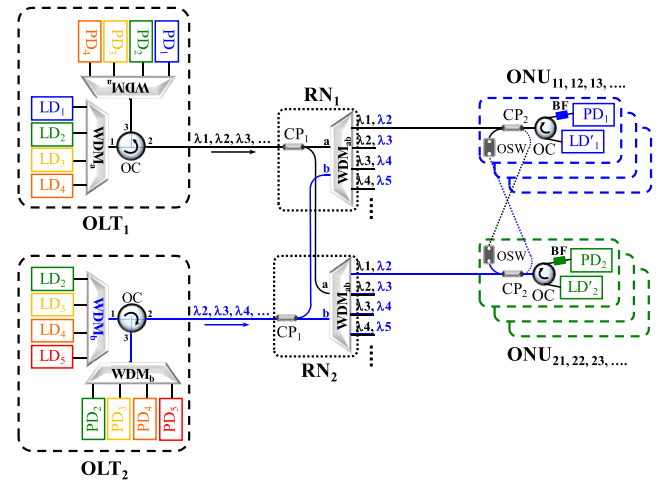 PD₄ PD₃ PD₂ PD₁
WDMₐ
LD₁
LD₂
LD₃
LD₄
WDMₐ
1 3 2
OC
OLT₁
λ1, λ2, λ3, ...
RN₁
CP₁
a
b
WDMₐb
λ1, λ2
λ2, λ3
λ3, λ4
λ4, λ5
ONU₁₁, ₁₂, ₁₃, ....
CP₂
BF
PD₁
LD'₁
OC
OSW
LD₂
LD₃
LD₄
LD₅
WDMb
OC
1 2 3
WDMb
PD₂ PD₃ PD₄ PD₅
OLT₂
λ2, λ3, λ4, ...
CP₁
a
b
WDMₐb
RN₂
λ1, λ2
λ2, λ3
λ3, λ4
λ4, λ5
OSW
CP₂
BF
PD₂
LD'₂
OC
ONU₂₁, ₂₂, ₂₃, ....